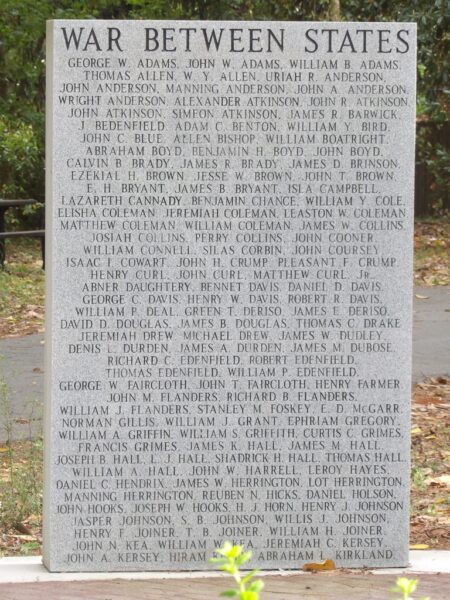 WAR BETWEEN STATES
GEORGE W. ADAMS, JOHN W. ADAMS, WILLIAM B. ADAMS,
THOMAS ALLEN, W. Y. ALLEN, URIAH R. ANDERSON,
JOHN ANDERSON, MANNING ANDERSON, JOHN A. ANDERSON,
WRIGHT ANDERSON, ALEXANDER ATKINSON, JOHN R. ATKINSON,
JOHN ATKINSON, SIMEON ATKINSON, JAMES R. BARWICK,
J. BEDENFIELD, ADAM C. BENTON, WILLIAM Y. BIRD,
JOHN C. BLUE, ALLEN BISHOP, WILLIAM BOATRIGHT,
ABRAHAM BOYD, BENJAMIN H. BOYD, JOHN BOYD,
CALVIN B. BRADY, JAMES R. BRADY, JAMES D. BRINSON,
EZEKIAL H. BROWN, JESSE W. BROWN, JOHN T. BROWN,
E. H. BRYANT, JAMES B. BRYANT, ISLA CAMPBELL,
LAZARETH CANNADY, BENJAMIN CHANCE, WILLIAM Y. COLE,
ELISHA COLEMAN, JEREMIAH COLEMAN, LEASTON W. COLEMAN
MATTHEW COLEMAN, WILLIAM COLEMAN, JAMES W. COLLINS,
JOSIAH COLLINS, PERRY COLLINS, JOHN COONER,
WILLIAM CONNELL, SILAS CORBIN, JOHN COURSEY,
ISAAC F. COWART, JOHN H. CRUMP, PLEASANT F. CRUMP,
HENRY CURL, JOHN CURL, MATTHEW CURL, Jr.,
ABNER DAUGHTERY, BENNET DAVIS, DANIEL D. DAVIS,
GEORGE C. DAVIS, HENRY W. DAVIS, ROBERT R. DAVIS,
WILLIAM P. DEAL, GREEN T. DERISO, JAMES E. DERISO,
DAVID D. DOUGLAS, JAMES B. DOUGLAS, THOMAS C. DRAKE
JEREMIAH DREW, MICHAEL DREW, JAMES W. DUDLEY,
DENIS L. DURDEN, JAMES A. DURDEN, JAMES M. DUBOSE,
RICHARD C. EDENFIELD, ROBERT EDENFIELD,
THOMAS EDENFIELD, WILLIAM P. EDENFIELD,
GEORGE W. FAIRCLOTH, JOHN T. FAIRCLOTH, HENRY FARMER,
JOHN M. FLANDERS, RICHARD B. FLANDERS,
WILLIAM J. FLANDERS, STANLEY M. FOSKEY, E. D. McGARR,
NORMAN GILLIS, WILLIAM J. GRANT, EPHRIAM GREGORY,
WILLIAM A. GRIFFIN, WILLIAM S. GRIFFITH, CURTIS C. GRIMES,
FRANCIS GRIMES, JAMES K. HALL, JAMES M. HALL,
JOSEPH B. HALL, L. J. HALL, SHADRICK H. HALL, THOMAS HALL,
WILLIAM A. HALL, JOHN W. HARRELL, LEROY HAYES,
DANIEL C. HENDRIX, JAMES W. HERRINGTON, LOT HERRINGTON,
MANNING HERRINGTON, REUBEN N. HICKS, DANIEL HOLSON,
JOHN HOOKS, JOSEPH W. HOOKS, H. J. HORN, HENRY J. JOHNSON
JASPER JOHNSON, S. B. JOHNSON, WILLIS J. JOHNSON,
HENRY F. JOINER, T. B. JOINER, WILLIAM H. JOINER,
JOHN N. KEA, WILLIAM W. KEA, JEREMIAH C. KERSEY,
JOHN A. KERSEY, HIRAM ABRAHAM L. KIRKLAND,